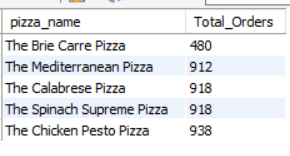 pizza_name Total_Orders
The Brie Carre Pizza 480
The Mediterranean Pizza 912
The Calabrese Pizza 918
The Spinach Supreme Pizza 918
The Chicken Pesto Pizza 938